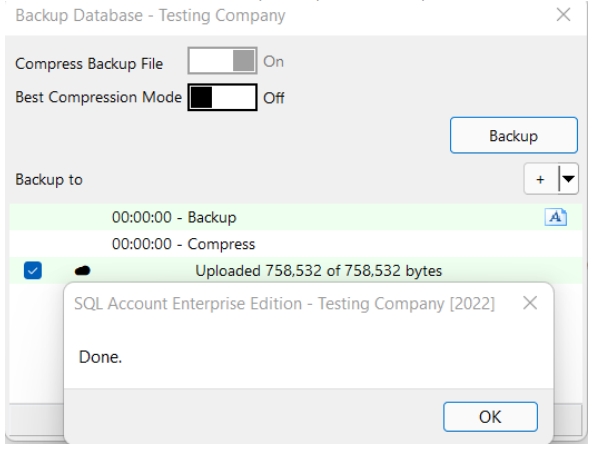 Backup Database - Testing Company
Compress Backup File On
Best Compression Mode Off
Backup
Backup to
+
00:00:00 - Backup
A
00:00:00 - Compress
Uploaded 758,532 of 758,532 bytes
SQL Account Enterprise Edition - Testing Company [2022]
Done.
OK